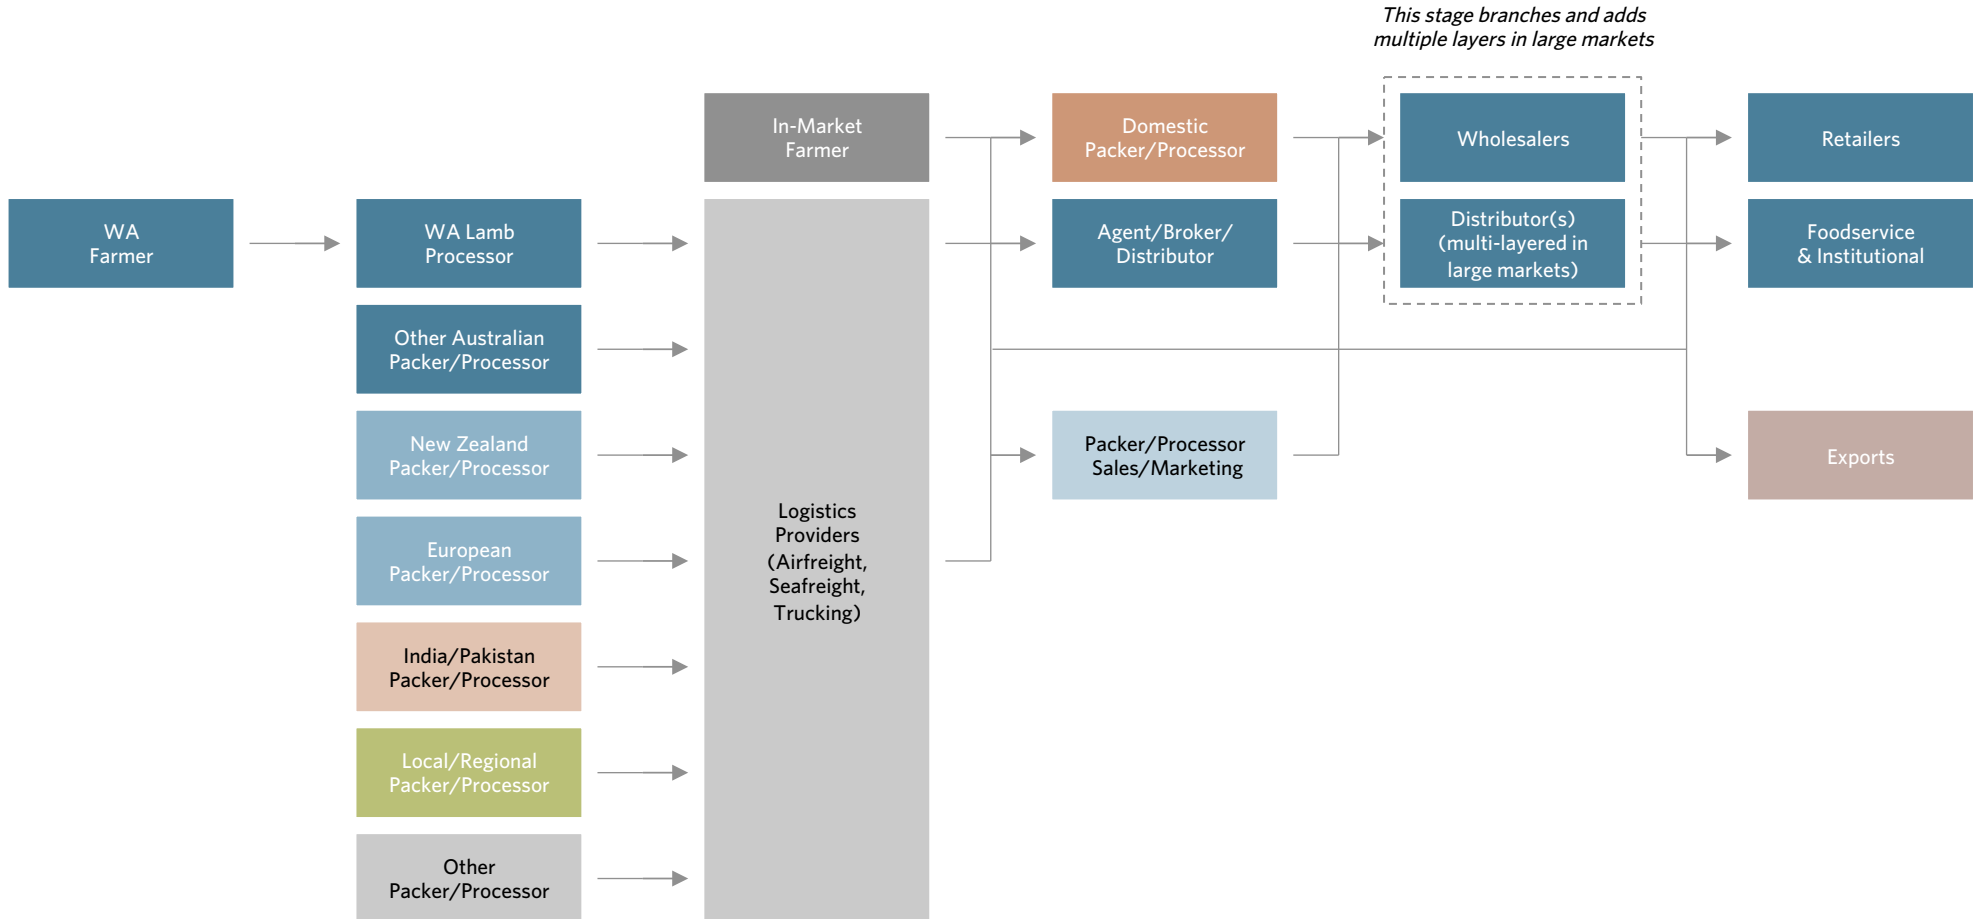 This stage branches and adds
multiple layers in large markets
In-Market
Farmer
Domestic
Packer/Processor
Wholesalers
Retailers
WA
Farmer
WA Lamb
Processor
Agent/Broker/
Distributor
Distributor(s)
(multi-layered in
large markets)
Foodservice
& Institutional
Other Australian
Packer/Processor
New Zealand
Packer/Processor
Packer/Processor
Sales/Marketing
Exports
Logistics
Providers
(Airfreight,
Seafreight,
Trucking)
European
Packer/Processor
India/Pakistan
Packer/Processor
Local/Regional
Packer/Processor
Other
Packer/Processor